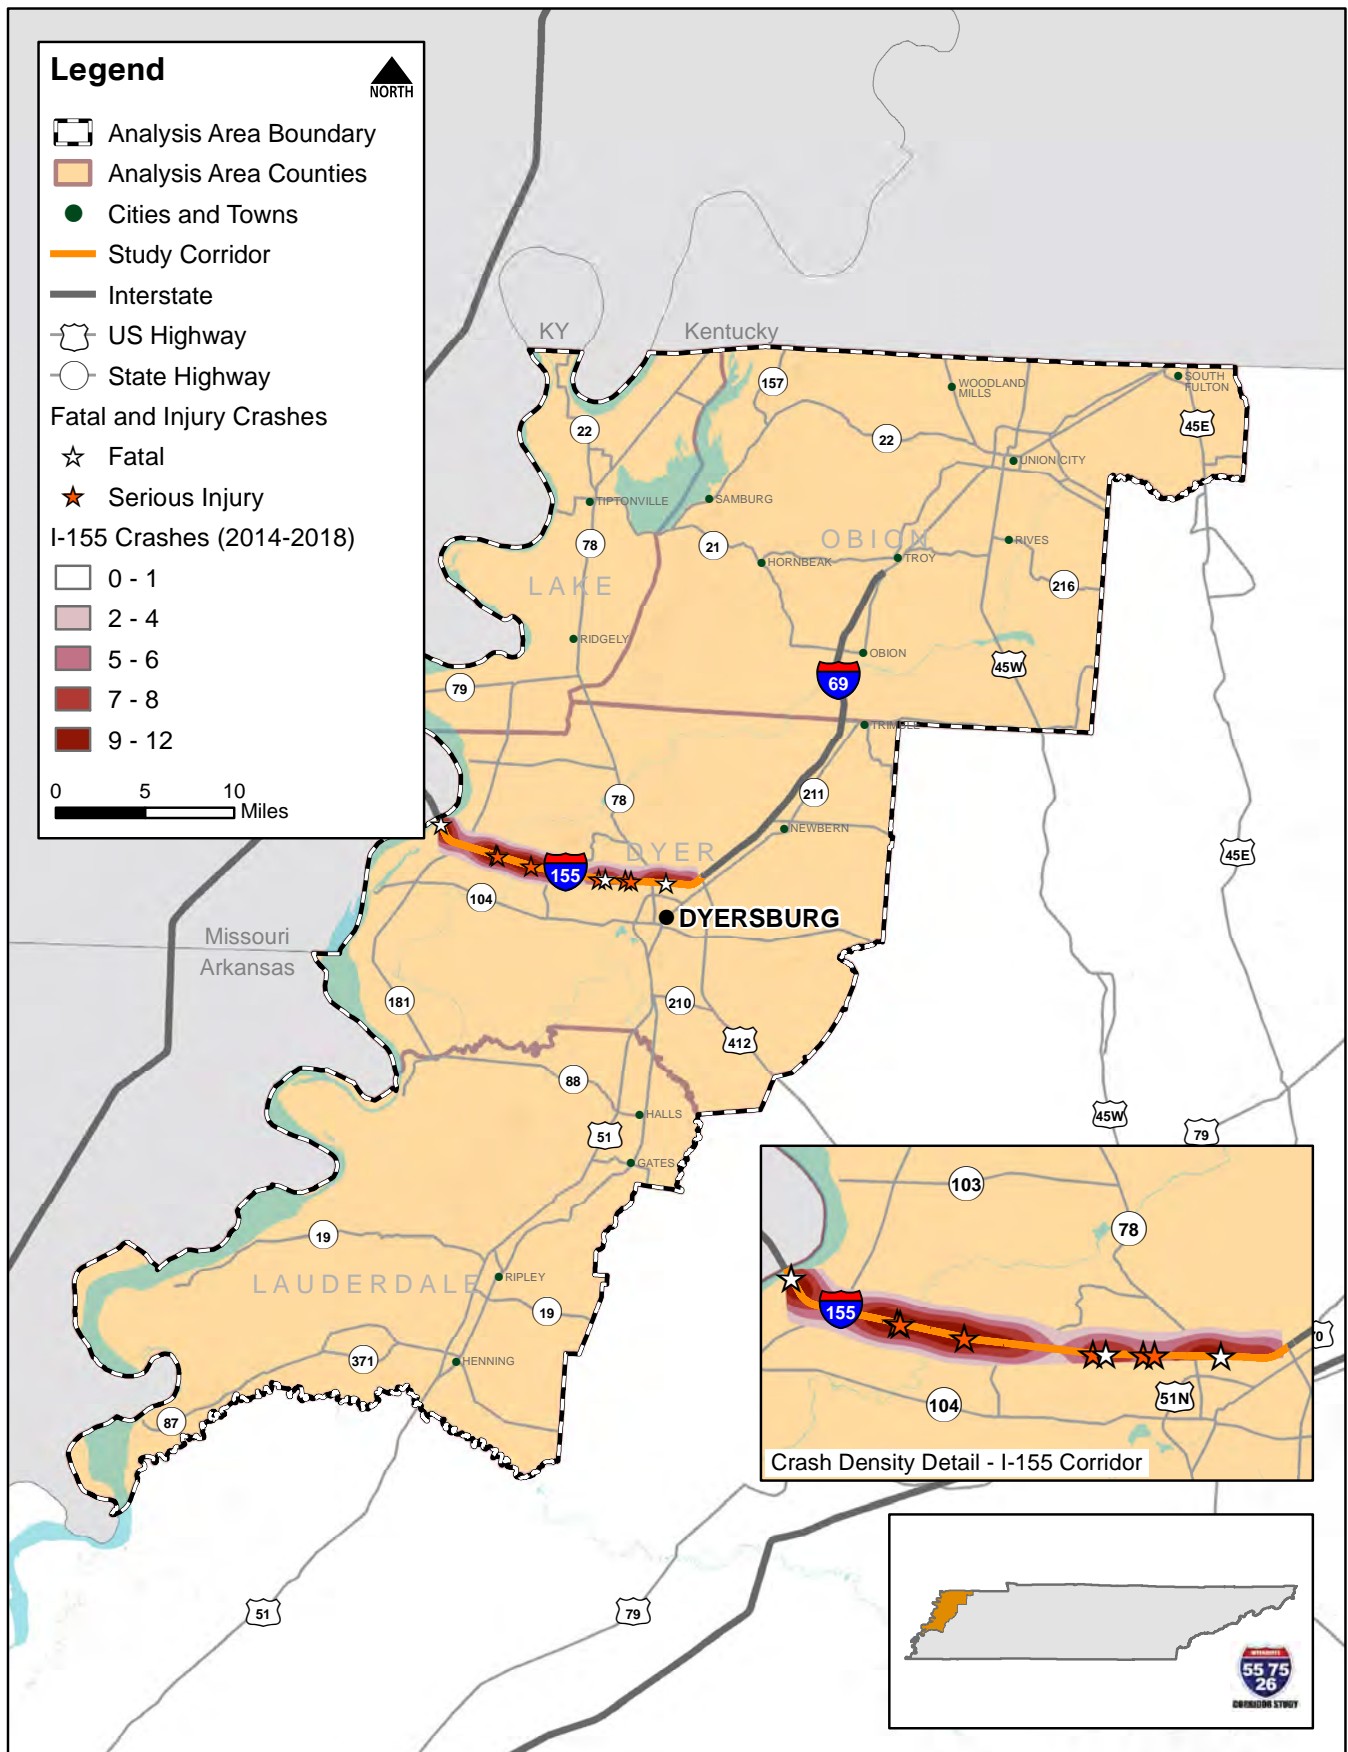 Legend
NORTH
Analysis Area Boundary
Analysis Area Counties
Cities and Towns
Study Corridor
Interstate
US Highway
State Highway
Fatal and Injury Crashes
Fatal
Serious Injury
I-155 Crashes (2014-2018)
0 - 1
2 - 4
5 - 6
7 - 8
9 - 12
0 5 10
Miles
KY
Kentucky
157
WOODLAND
MILLS
SOUTH
FULTON
45E
22
22
UNION CITY
TIPTONVILLE
SAMBURG
78
21
OBION
RIVES
HORNBEAK
TROY
LAKE
216
RIDGELY
OBION
45W
79
69
TRIMBLE
78
211
NEWBERN
DYER
155
45E
104
DYERSBURG
Missouri
Arkansas
181
210
412
88
HALLS
51
45W
79
GATES
19
LAUDERDALE
RIPLEY
19
371
HENNING
87
103
78
155
70
51N
104
Crash Density Detail - I-155 Corridor
51
79
INTERSTATE
55 75
26
CORRIDOR STUDY